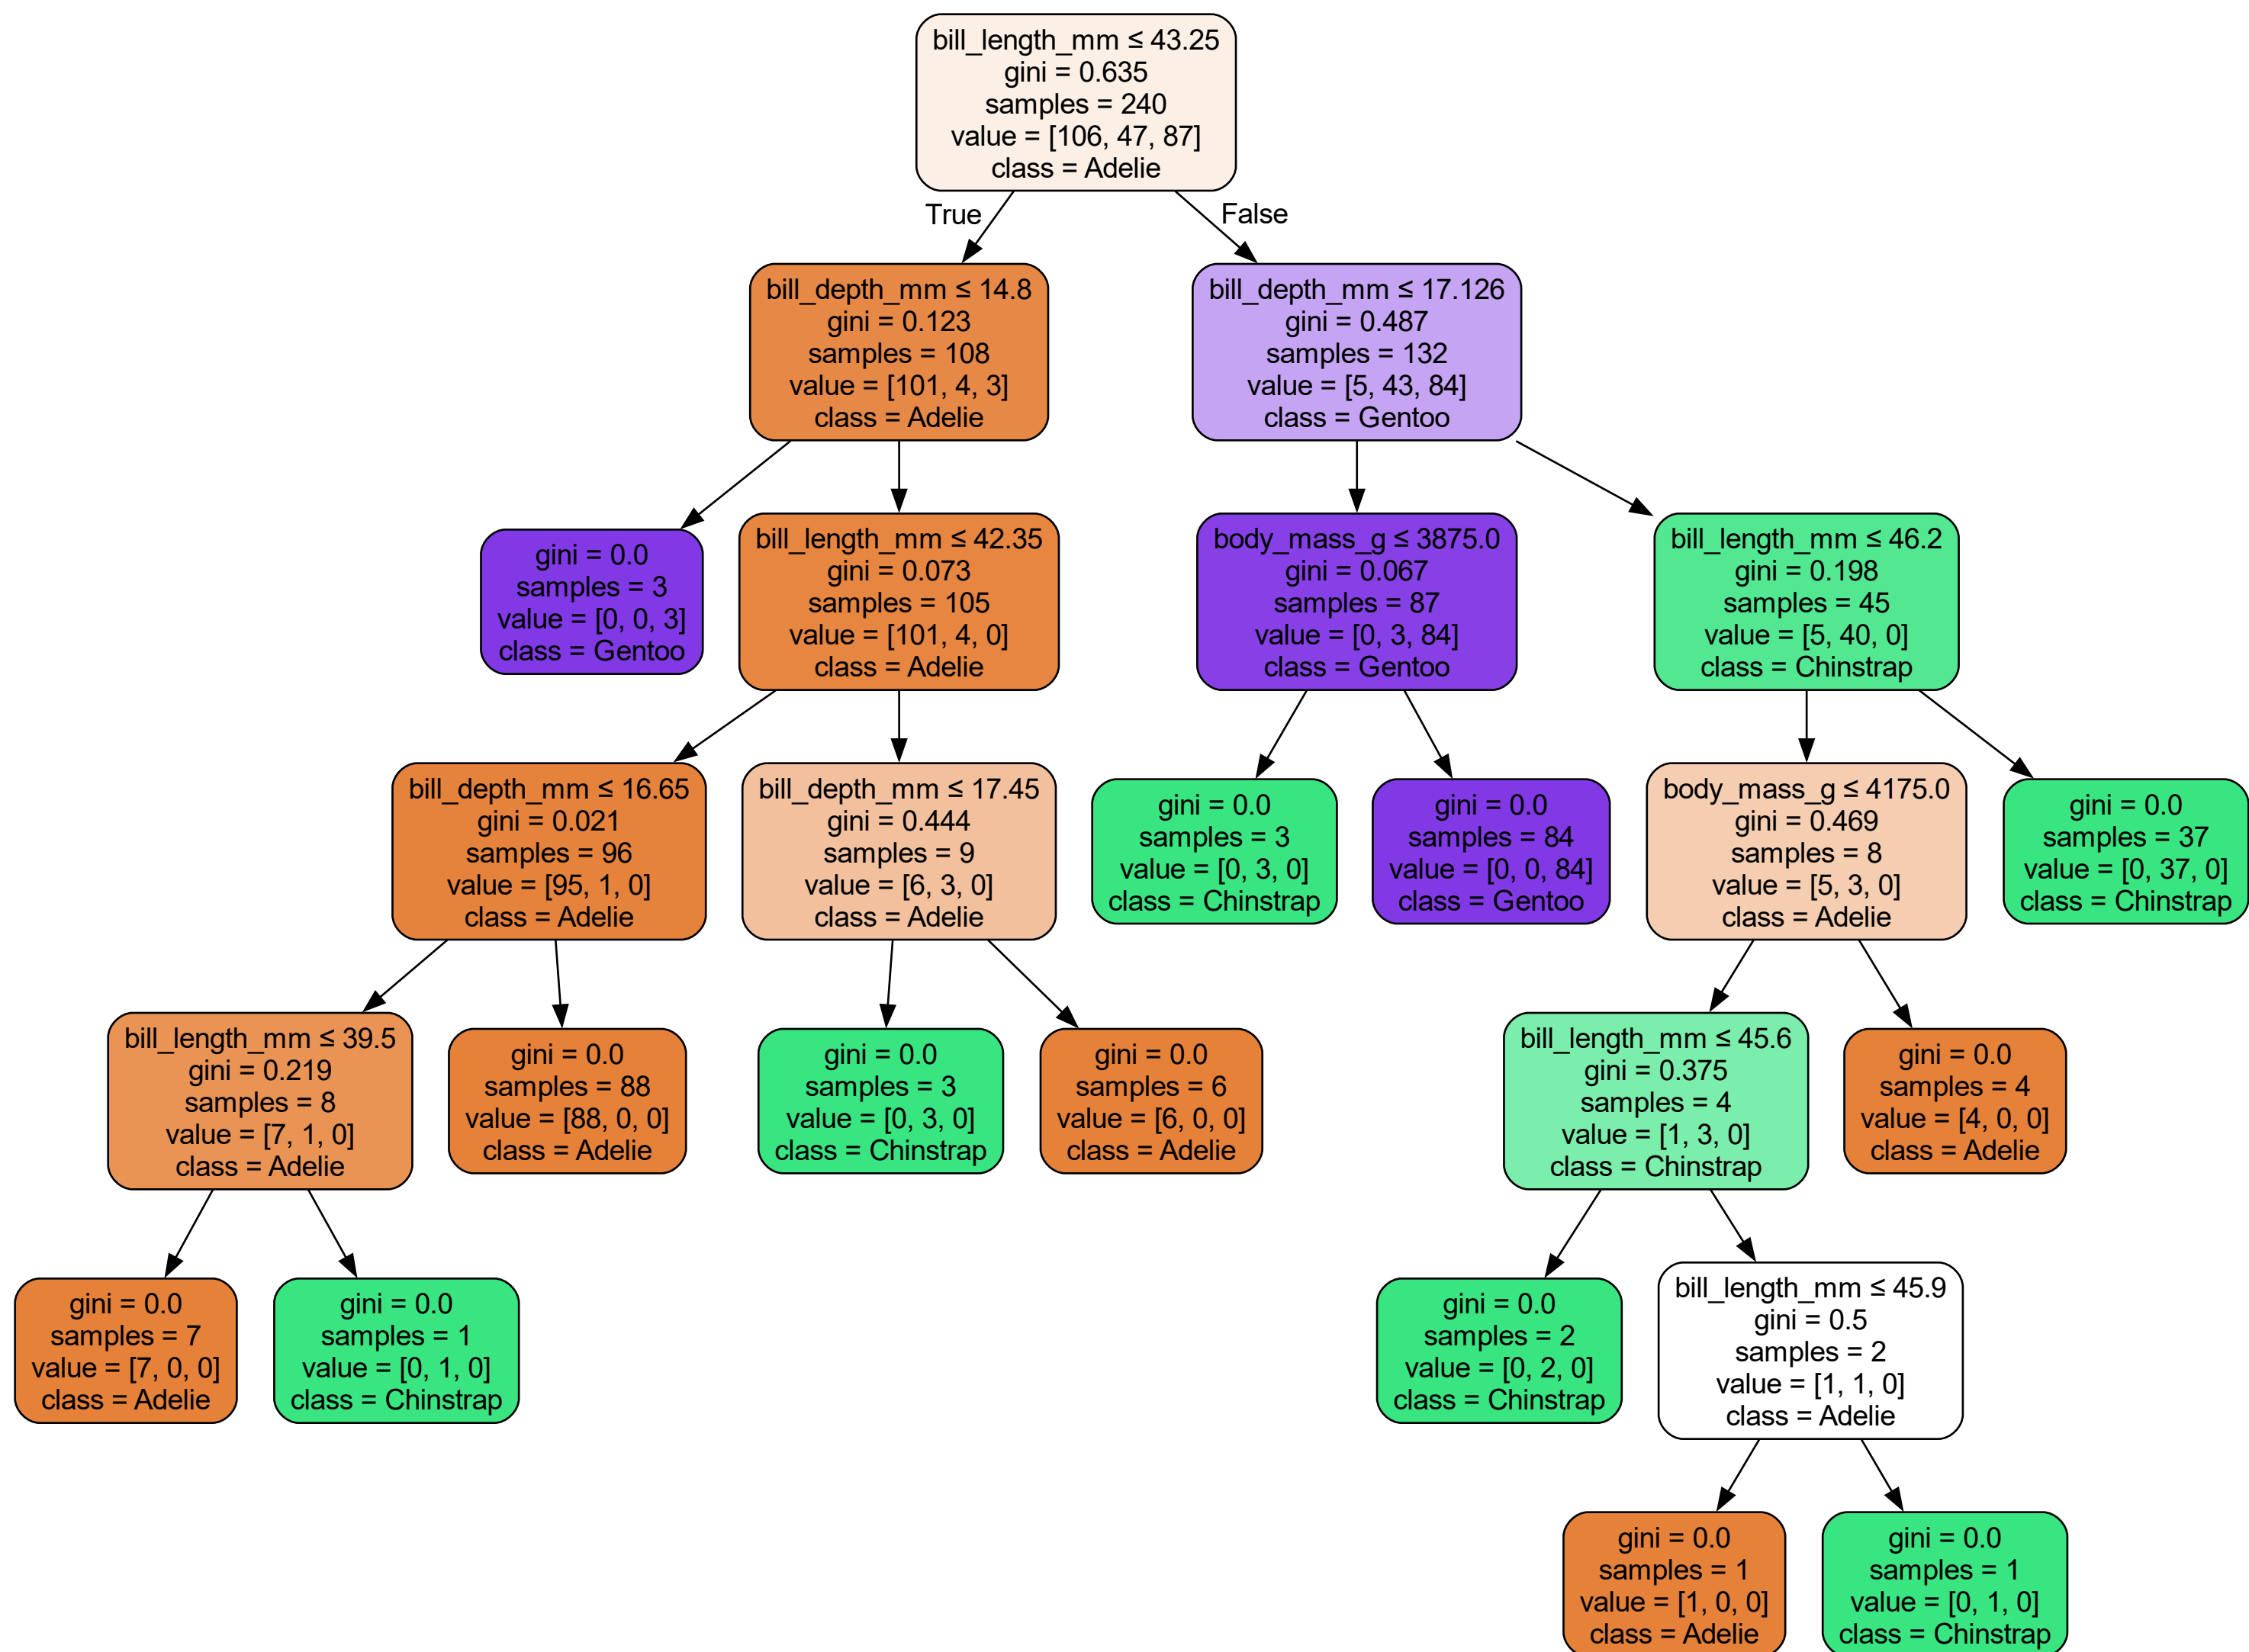 bill_length_mm ≤ 43.25
gini = 0.635
samples = 240
value = [106, 47, 87]
class = Adelie
True
False
bill_depth_mm ≤ 14.8
gini = 0.123
samples = 108
value = [101, 4, 3]
class = Adelie
bill_depth_mm ≤ 17.126
gini = 0.487
samples = 132
value = [5, 43, 84]
class = Gentoo
gini = 0.0
samples = 3
value = [0, 0, 3]
class = Gentoo
bill_length_mm ≤ 42.35
gini = 0.073
samples = 105
value = [101, 4, 0]
class = Adelie
body_mass_g ≤ 3875.0
gini = 0.067
samples = 87
value = [0, 3, 84]
class = Gentoo
bill_length_mm ≤ 46.2
gini = 0.198
samples = 45
value = [5, 40, 0]
class = Chinstrap
bill_depth_mm ≤ 16.65
gini = 0.021
samples = 96
value = [95, 1, 0]
class = Adelie
bill_depth_mm ≤ 17.45
gini = 0.444
samples = 9
value = [6, 3, 0]
class = Adelie
gini = 0.0
samples = 3
value = [0, 3, 0]
class = Chinstrap
gini = 0.0
samples = 84
value = [0, 0, 84]
class = Gentoo
body_mass_g ≤ 4175.0
gini = 0.469
samples = 8
value = [5, 3, 0]
class = Adelie
gini = 0.0
samples = 37
value = [0, 37, 0]
class = Chinstrap
bill_length_mm ≤ 39.5
gini = 0.219
samples = 8
value = [7, 1, 0]
class = Adelie
gini = 0.0
samples = 88
value = [88, 0, 0]
class = Adelie
gini = 0.0
samples = 3
value = [0, 3, 0]
class = Chinstrap
gini = 0.0
samples = 6
value = [6, 0, 0]
class = Adelie
bill_length_mm ≤ 45.6
gini = 0.375
samples = 4
value = [1, 3, 0]
class = Chinstrap
gini = 0.0
samples = 4
value = [4, 0, 0]
class = Adelie
gini = 0.0
samples = 7
value = [7, 0, 0]
class = Adelie
gini = 0.0
samples = 1
value = [0, 1, 0]
class = Chinstrap
gini = 0.0
samples = 2
value = [0, 2, 0]
class = Chinstrap
bill_length_mm ≤ 45.9
gini = 0.5
samples = 2
value = [1, 1, 0]
class = Adelie
gini = 0.0
samples = 1
value = [1, 0, 0]
class = Adelie
gini = 0.0
samples = 1
value = [0, 1, 0]
class = Chinstrap